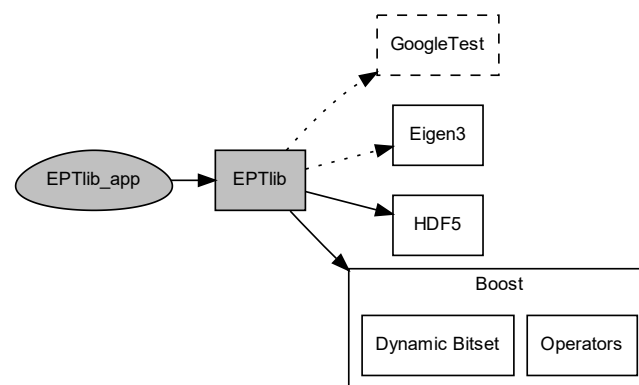 GoogleTest
Eigen3
EPTlib_app
EPTlib
HDF5
Boost
Dynamic Bitset
Operators